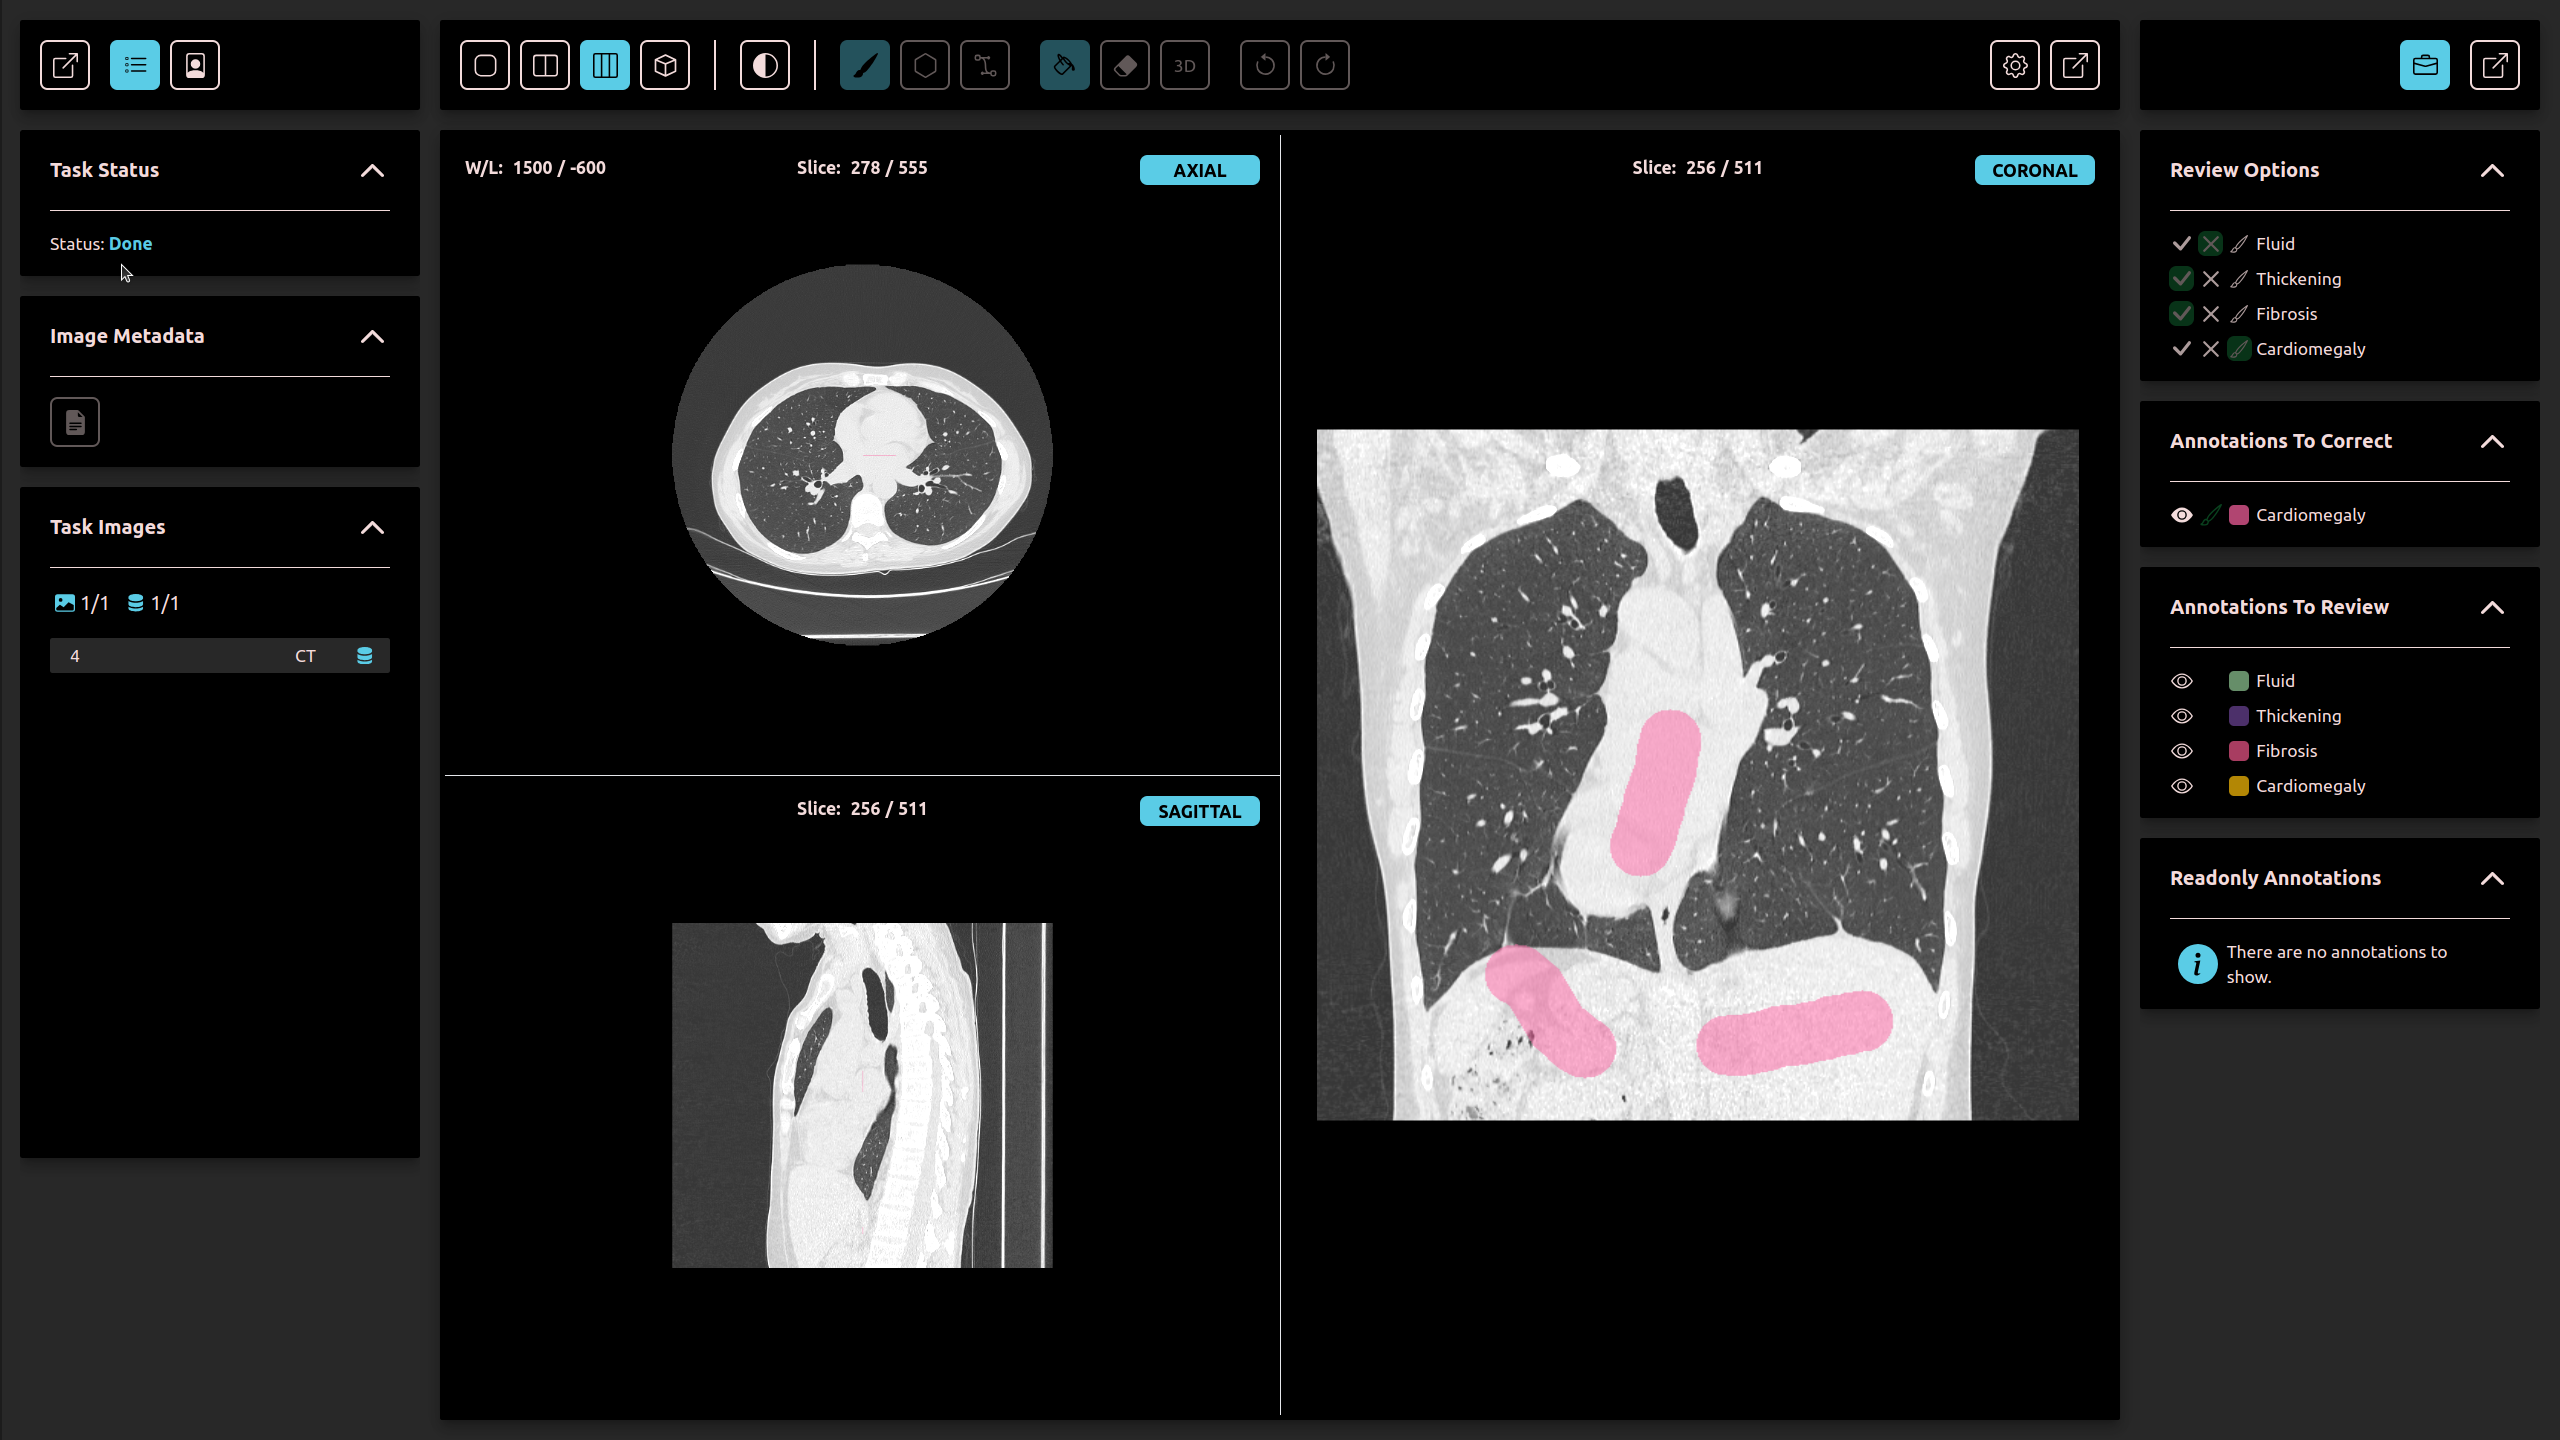 3D
Task Status
Status: Done
Image Metadata
Task Images
1/1 1/1
4 CT
W/L: 1500 / -600 Slice: 278 / 555 AXIAL
Slice: 256 / 511 SAGITTAL
Slice: 256 / 511 CORONAL
Review Options
Fluid
Thickening
Fibrosis
Cardiomegaly
Annotations To Correct
Cardiomegaly
Annotations To Review
Fluid
Thickening
Fibrosis
Cardiomegaly
Readonly Annotations
There are no annotations to
show.